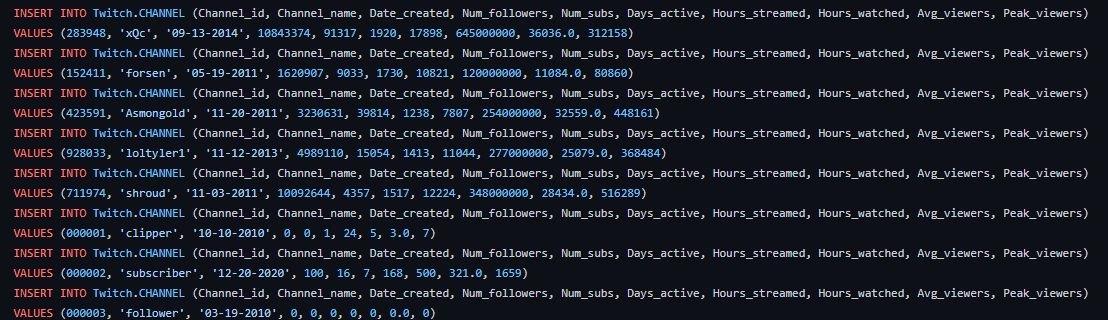 INSERT INTO Twitch.CHANNEL (Channel_id, Channel_name, Date_created, Num_followers, Num_subs, Days_active, Hours_streamed, Hours_watched, Avg_viewers, Peak_viewers)
VALUES (283948, 'xQc', '09-13-2014', 10843374, 91317, 1920, 17898, 645000000, 36036.0, 312158)
INSERT INTO Twitch.CHANNEL (Channel_id, Channel_name, Date_created, Num_followers, Num_subs, Days_active, Hours_streamed, Hours_watched, Avg_viewers, Peak_viewers)
VALUES (152411, 'forsen', '05-19-2011', 1620907, 9033, 1730, 10821, 120000000, 11084.0, 80860)
INSERT INTO Twitch.CHANNEL (Channel_id, Channel_name, Date_created, Num_followers, Num_subs, Days_active, Hours_streamed, Hours_watched, Avg_viewers, Peak_viewers)
VALUES (423591, 'Asmongold', '11-20-2011', 3230631, 39814, 1238, 7807, 254000000, 32559.0, 448161)
INSERT INTO Twitch.CHANNEL (Channel_id, Channel_name, Date_created, Num_followers, Num_subs, Days_active, Hours_streamed, Hours_watched, Avg_viewers, Peak_viewers)
VALUES (928033, 'loltyler1', '11-12-2013', 4989110, 15054, 1413, 11044, 277000000, 25079.0, 368484)
INSERT INTO Twitch.CHANNEL (Channel_id, Channel_name, Date_created, Num_followers, Num_subs, Days_active, Hours_streamed, Hours_watched, Avg_viewers, Peak_viewers)
VALUES (711974, 'shroud', '11-03-2011', 10092644, 4357, 1517, 12224, 348000000, 28434.0, 516289)
INSERT INTO Twitch.CHANNEL (Channel_id, Channel_name, Date_created, Num_followers, Num_subs, Days_active, Hours_streamed, Hours_watched, Avg_viewers, Peak_viewers)
VALUES (000001, 'clipper', '10-10-2010', 0, 0, 1, 24, 5, 3.0, 7)
INSERT INTO Twitch.CHANNEL (Channel_id, Channel_name, Date_created, Num_followers, Num_subs, Days_active, Hours_streamed, Hours_watched, Avg_viewers, Peak_viewers)
VALUES (000002, 'subscriber', '12-20-2020', 100, 16, 7, 168, 500, 321.0, 1659)
INSERT INTO Twitch.CHANNEL (Channel_id, Channel_name, Date_created, Num_followers, Num_subs, Days_active, Hours_streamed, Hours_watched, Avg_viewers, Peak_viewers)
VALUES (000003, 'follower', '03-19-2010', 0, 0, 0, 0, 0, 0.0, 0)